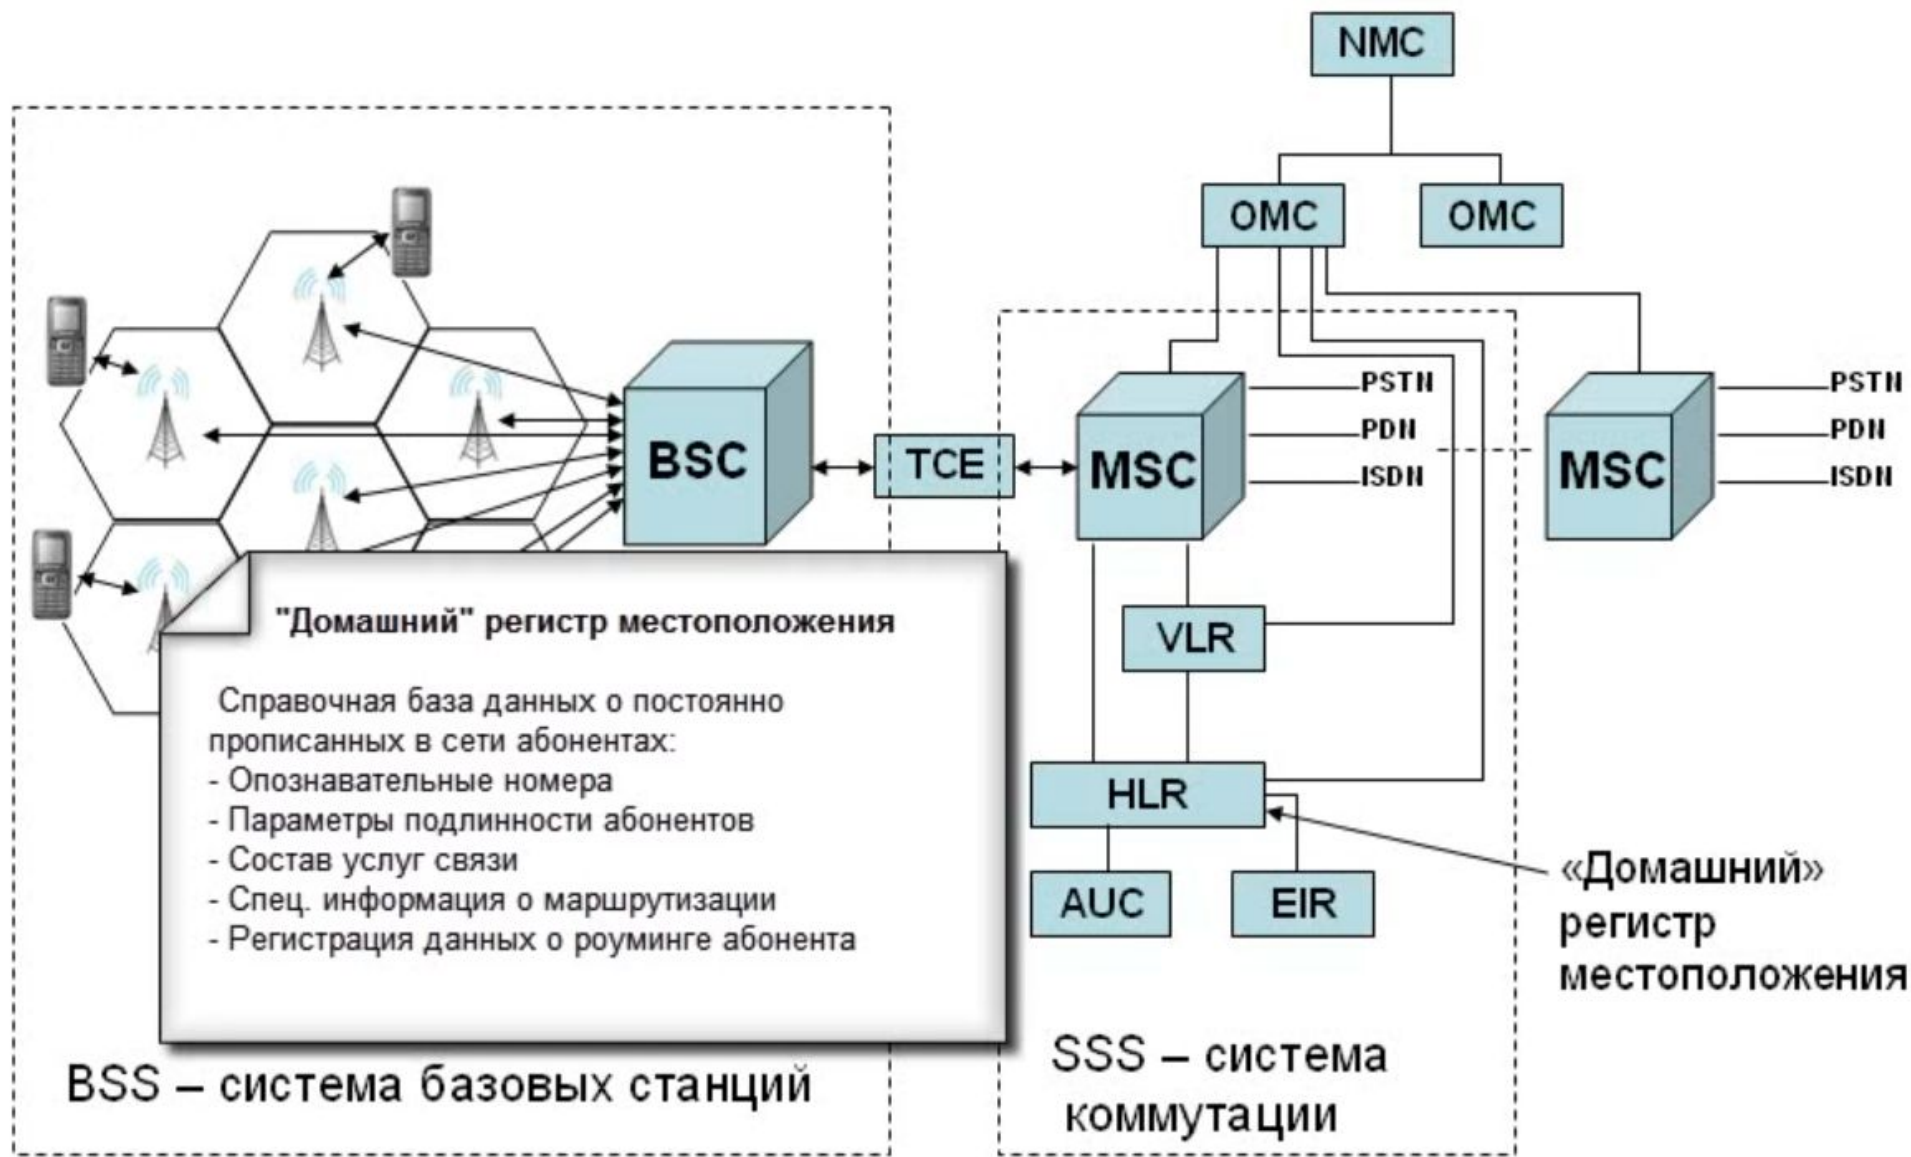 NMC
OMC
OMC
BSC
TCE
MSC
PSTN
PDN
ISDN
MSC
PSTN
PDN
ISDN
VLR
HLR
AUC
EIR
"Домашний" регистр местоположения
Справочная база данных о постоянно
прописанных в сети абонентах:
- Опознавательные номера
- Параметры подлинности абонентов
- Состав услуг связи
- Спец. информация о маршрутизации
- Регистрация данных о роуминге абонента
«Домашний»
регистр
местоположения
BSS – система базовых станций
SSS – система
коммутации